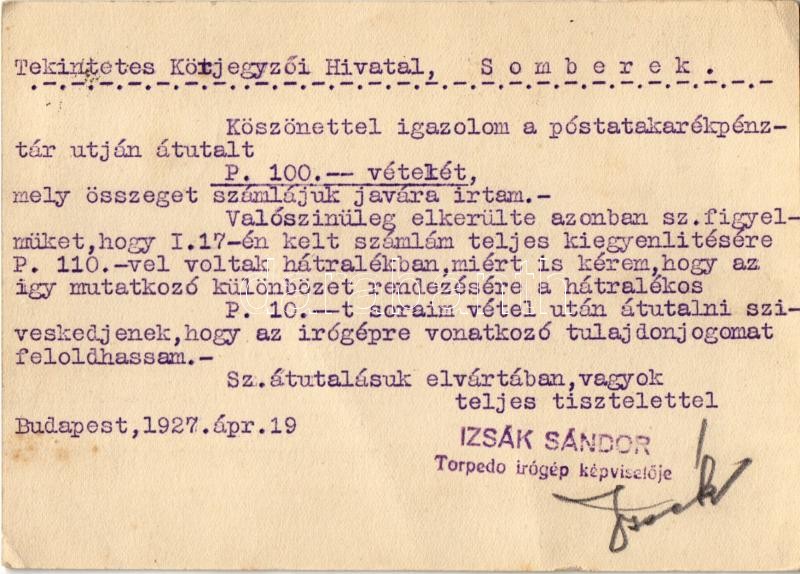 Tekintetes Körjegyzői Hivatal, Somberek.
Köszönettel igazolom a póstatakarékpénz-
tár utján átutalt
P. 100.-- vételét,
mely összeget számlájuk javára irtam.-
Valószinüleg elkerülte azonban sz.figyel-
müket,hogy I.17-én kelt számlám teljes kiegyenlitésére
P. 110.-vel voltak hátralékban,miért is kérem,hogy az
igy mutatkozó különbözet rendezésére a hátralékos
P. 10.--t soraim vétel után átutalni szi-
veskedjenek,hogy az irógépre vonatkozó tulajdonjogomat
feloldhassam.-
Sz.átutalásuk elvártában,vagyok
teljes tisztelettel
Budapest,1927.ápr.19
IZSÁK SÁNDOR
Torpedo irógép képviselője
Izsák